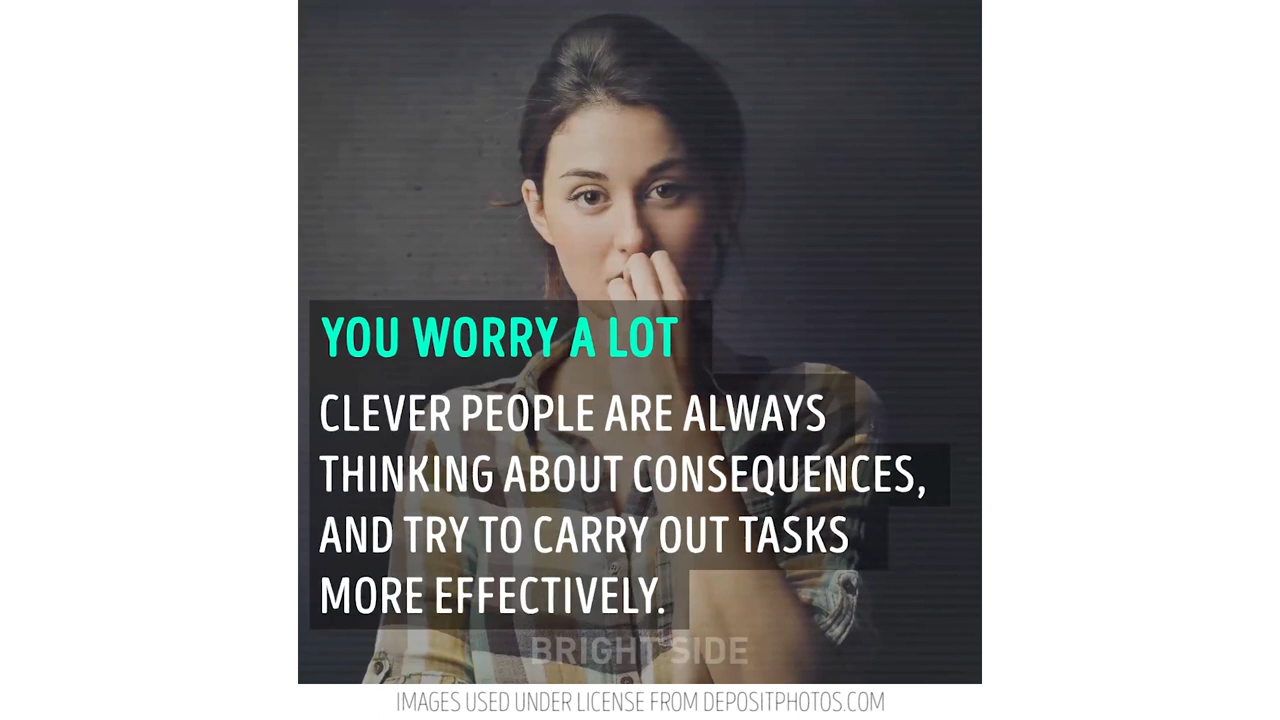 YOU WORRY A LOT
CLEVER PEOPLE ARE ALWAYS
THINKING ABOUT CONSEQUENCES,
AND TRY TO CARRY OUT TASKS
MORE EFFECTIVELY.
BRIGHT SIDE
IMAGES USED UNDER LICENSE FROM DEPOSITPHOTOS.COM